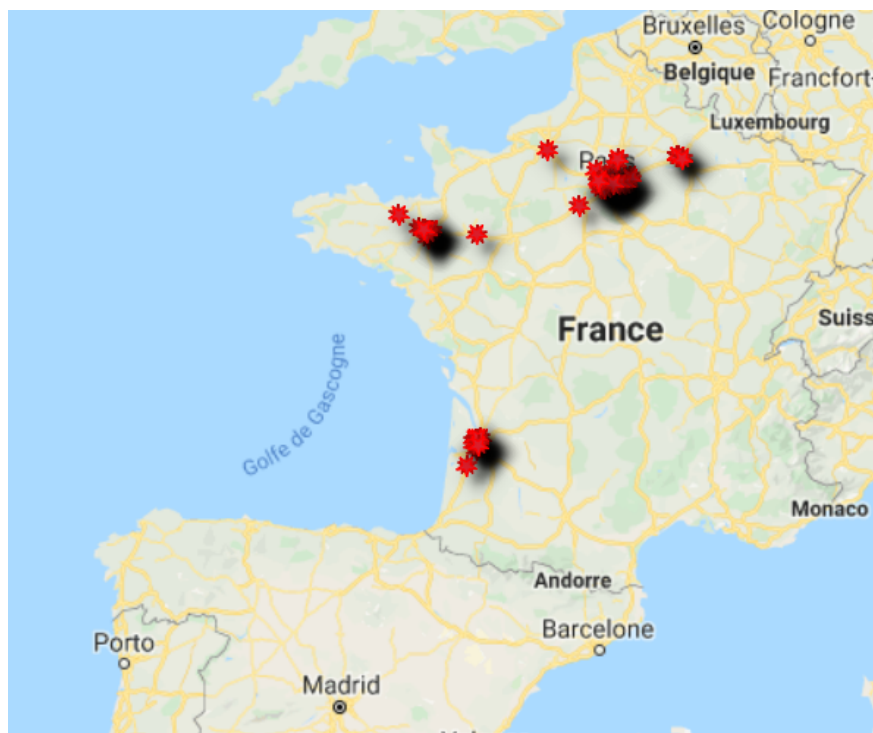 Bruxelles
Cologne
Belgique
Francfort-
Luxembourg
Paris
France
Suiss
Golfe de Gascogne
Monaco
Andorre
Barcelone
Porto
Madrid